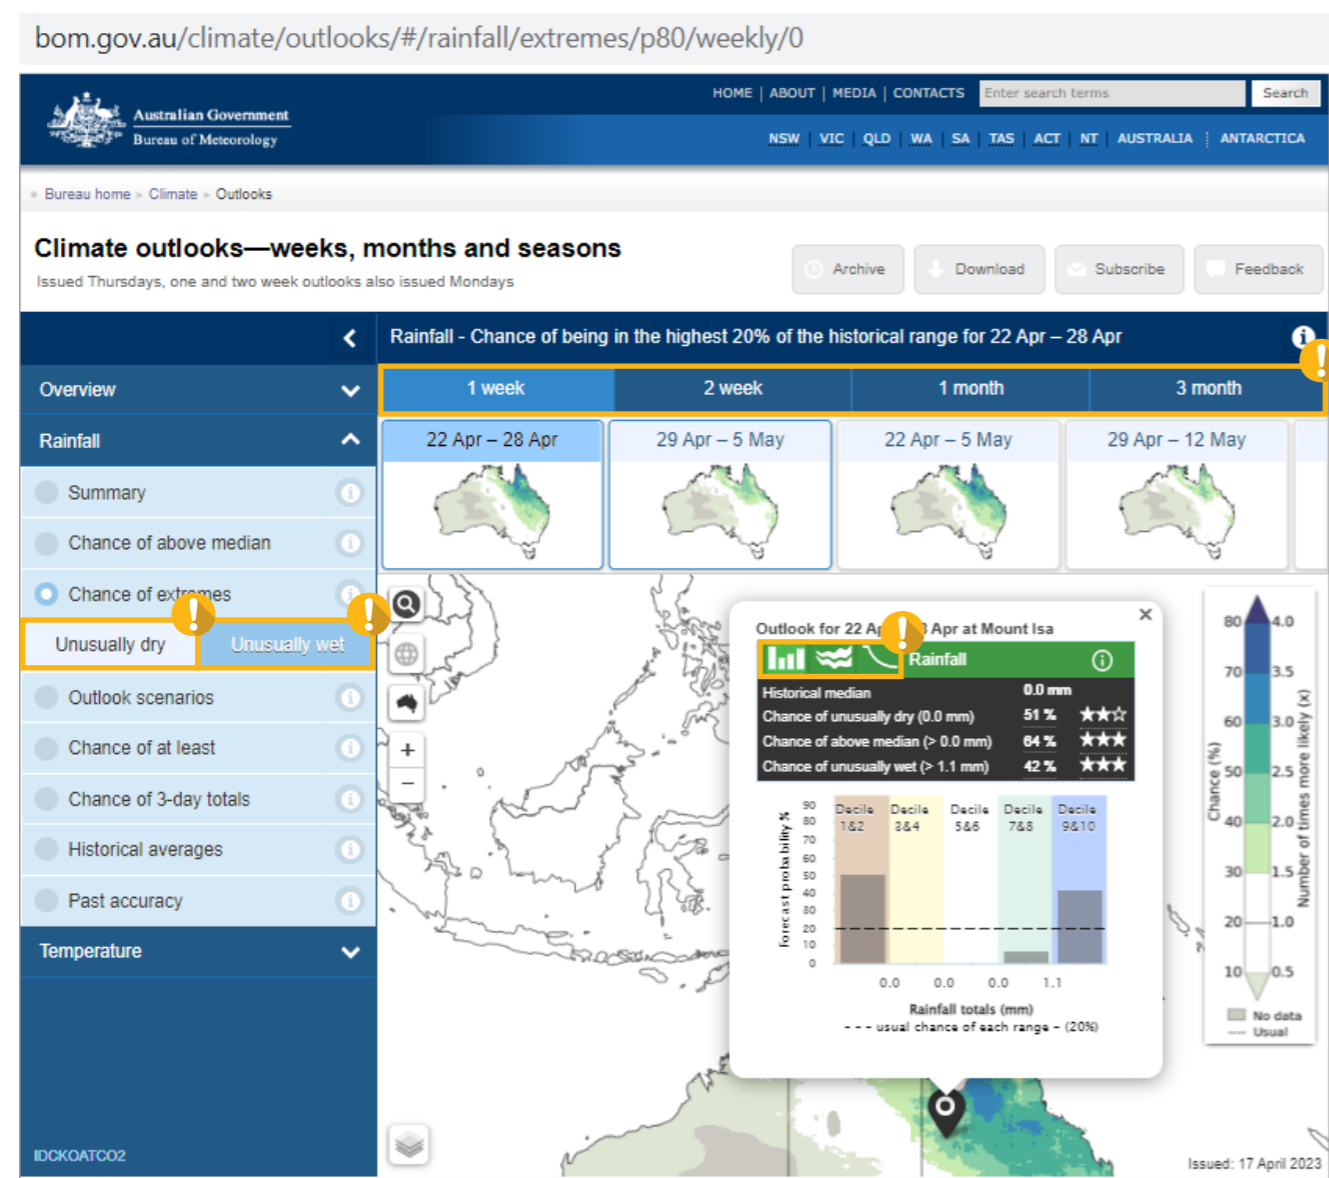 bom.gov.au/climate/outlooks/#/rainfall/extremes/p80/weekly/0
HOME | ABOUT | MEDIA | CONTACTS Enter search terms Search
Australian Government
Bureau of Meteorology
NSW | VIC | QLD | WA | SA | TAS | ACT | NT | AUSTRALIA | ANTARCTICA
Bureau home » Climate » Outlooks
Climate outlooks—weeks, months and seasons
Issued Thursdays, one and two week outlooks also issued Mondays
Archive Download Subscribe Feedback
Rainfall - Chance of being in the highest 20% of the historical range for 22 Apr – 28 Apr
Overview
1 week 2 week 1 month 3 month
Rainfall
22 Apr – 28 Apr 29 Apr – 5 May 22 Apr – 5 May 29 Apr – 12 May
Summary
Chance of above median
Chance of extremes
Unusually dry Unusually wet
Outlook scenarios
Chance of at least
Chance of 3-day totals
Historical averages
Past accuracy
Temperature
IDCKOATCO2
Outlook for 22 Ap 8 Apr at Mount Isa
Rainfall
Historical median 0.0 mm
Chance of unusually dry (0.0 mm) 51 % ★★☆
Chance of above median (> 0.0 mm) 64 % ★★★
Chance of unusually wet (> 1.1 mm) 42 % ★★★
Decile 1&2 Decile 3&4 Decile 5&6 Decile 7&8 Decile 9&10
Forecast probability %
90
80
70
60
50
40
30
20
10
0
0.0 0.0 0.0 1.1
Rainfall totals (mm)
--- usual chance of each range - (20%)
Chance (%)
Number of times more likely (x)
80 4.0
70 3.5
60 3.0
50 2.5
40 2.0
30 1.5
20 1.0
10 0.5
No data
Usual
Issued: 17 April 2023